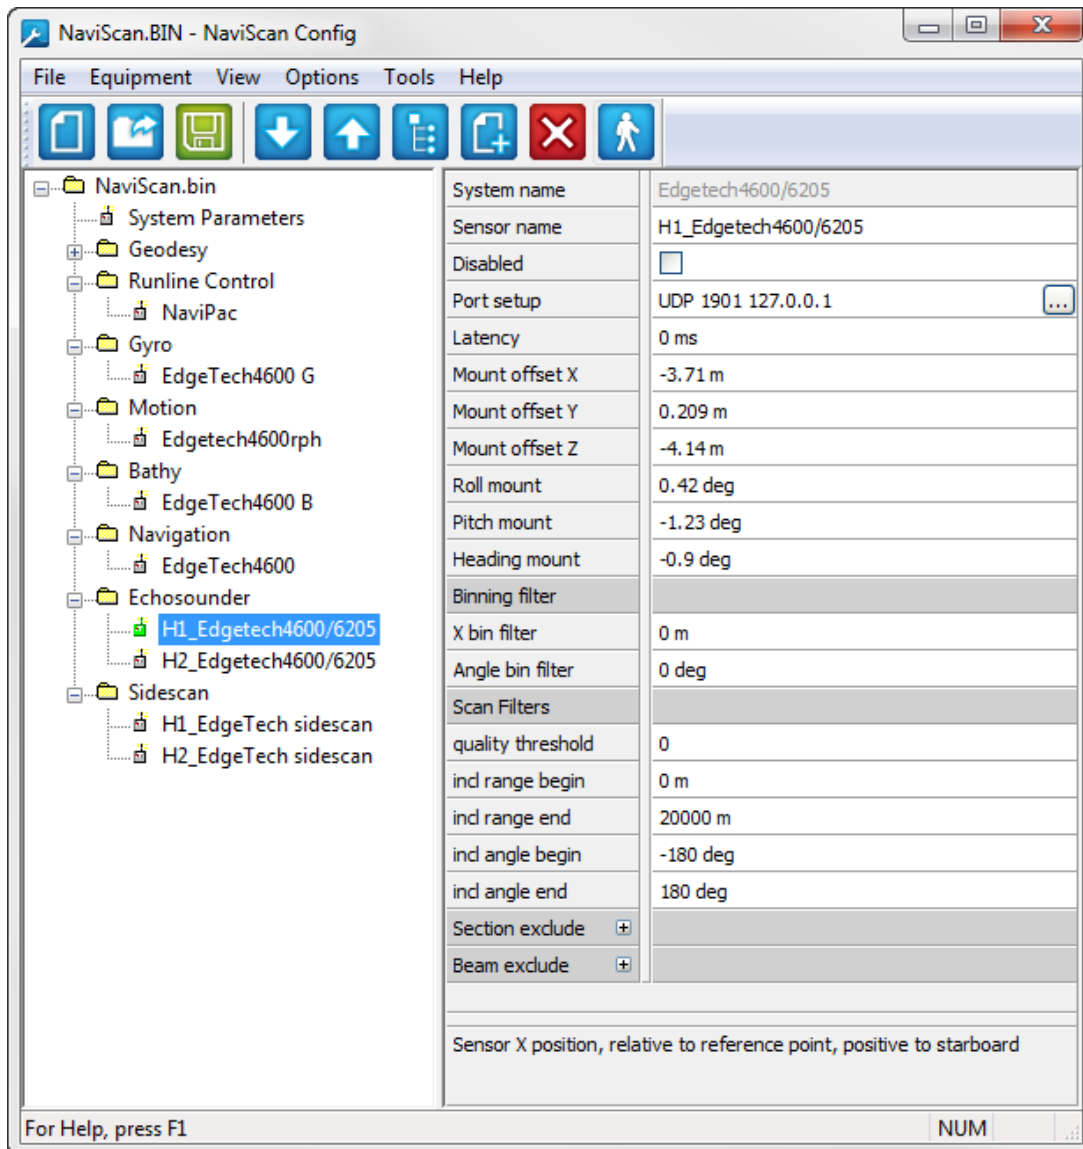 NaviScan.BIN - NaviScan Config
File Equipment View Options Tools Help
NaviScan.bin
System Parameters
Geodesy
Runline Control
NaviPac
Gyro
EdgeTech4600 G
Motion
Edgetech4600rph
Bathy
EdgeTech4600 B
Navigation
EdgeTech4600
Echosounder
H1_Edgetech4600/6205
H2_Edgetech4600/6205
Sidescan
H1_EdgeTech sidescan
H2_EdgeTech sidescan
System name Edgetech4600/6205
Sensor name H1_Edgetech4600/6205
Disabled
Port setup UDP 1901 127.0.0.1 ...
Latency 0 ms
Mount offset X -3.71 m
Mount offset Y 0.209 m
Mount offset Z -4.14 m
Roll mount 0.42 deg
Pitch mount -1.23 deg
Heading mount -0.9 deg
Binning filter
X bin filter 0 m
Angle bin filter 0 deg
Scan Filters
quality threshold 0
incl range begin 0 m
incl range end 20000 m
incl angle begin -180 deg
incl angle end 180 deg
Section exclude
Beam exclude
Sensor X position, relative to reference point, positive to starboard
For Help, press F1 NUM